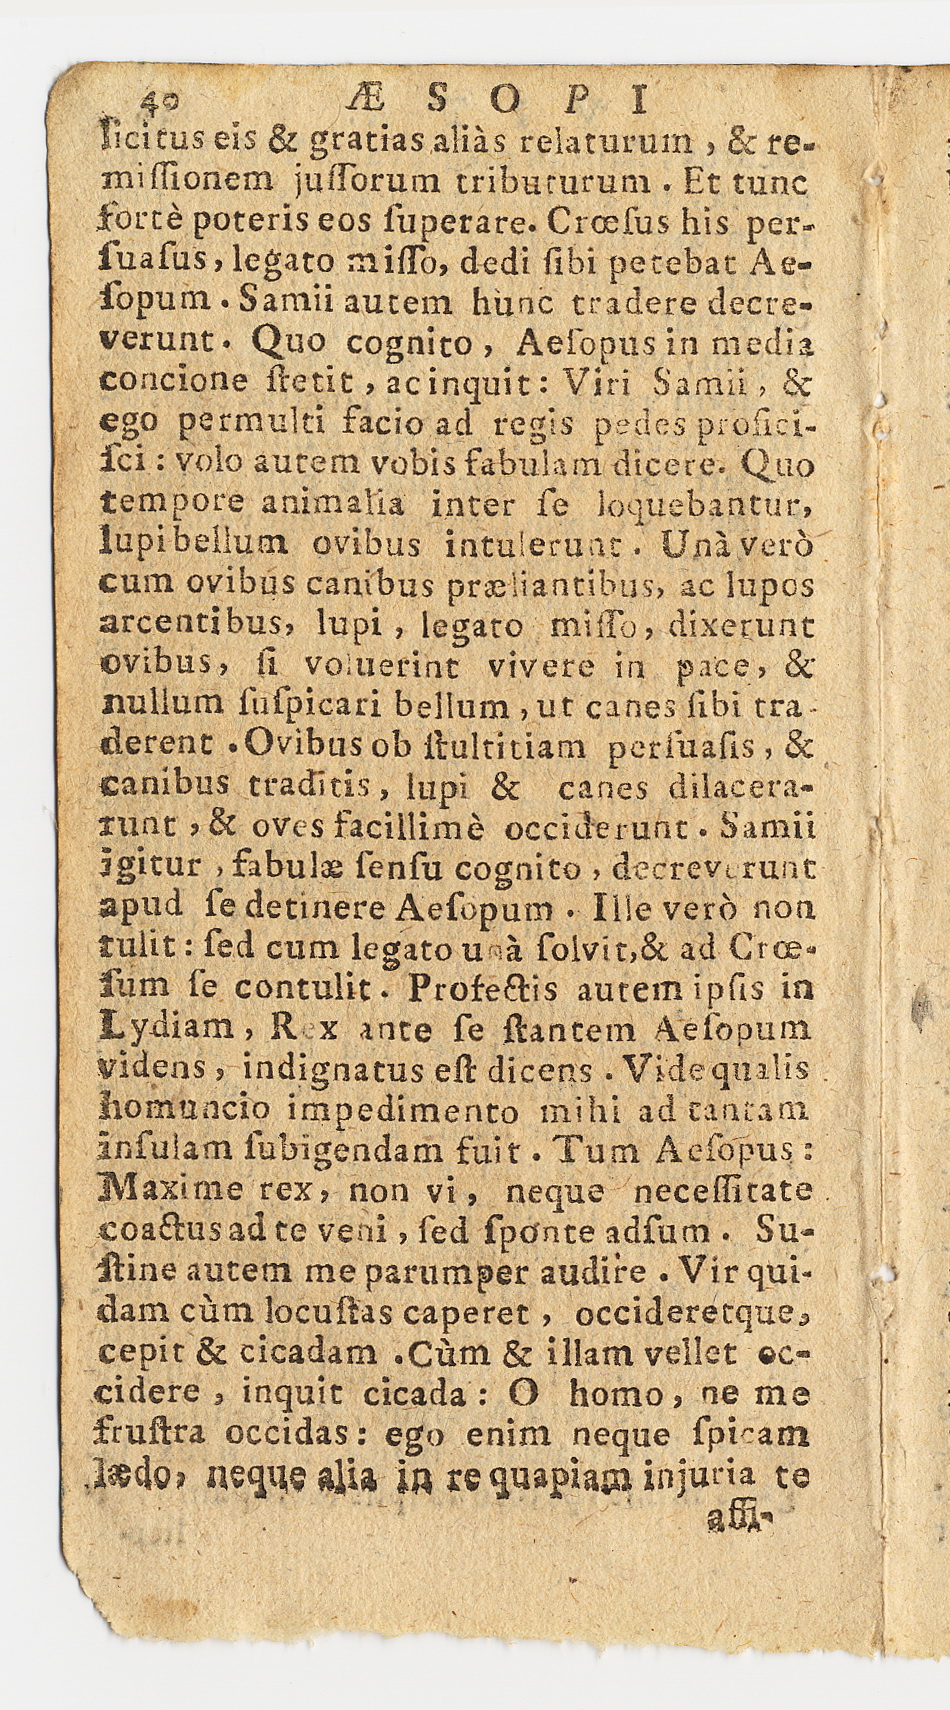 40 ÆSOPI
licitus eis & gratias aliàs relaturum, & re-
miſſionem juſſorum tributurum. Et tunc
fortè poteris eos ſuperare. Crœſus his per-
ſuaſus, legato miſſo, dedi ſibi petebat Ae-
ſopum. Samii autem hunc tradere decre-
verunt. Quo cognito, Aeſopus in media
concione ſtetit, ac inquit: Viri Samii, &
ego permulti facio ad regis pedes profici-
ſci: volo autem vobis fabulam dicere. Quo
tempore animalia inter ſe loquebantur,
lupi bellum ovibus intulerunt. Unà verò
cum ovibus canibus præliantibus, ac lupos
arcentibus, lupi, legato miſſo, dixerunt
ovibus, ſi voluerint vivere in pace, &
nullum ſuſpicari bellum, ut canes ſibi tra-
derent. Ovibus ob ſtultitiam perſuaſis, &
canibus traditis, lupi & canes dilacera-
runt, & oves facillimè occiderunt. Samii
igitur, fabulæ ſenſu cognito, decreverunt
apud ſe detinere Aeſopum. Ille verò non
tulit: ſed cum legato unà ſolvit, & ad Crœ-
ſum ſe contulit. Profectis autem ipſis in
Lydiam, Rex ante ſe ſtantem Aeſopum
videns, indignatus eſt dicens. Vide qualis
homuncio impedimento mihi ad tantam
inſulam ſubigendam fuit. Tum Aeſopus:
Maxime rex, non vi, neque neceſſitate
coactus ad te veni, ſed ſponte adſum. Su-
ſtine autem me parumper audire. Vir qui-
dam cùm locuſtas caperet, occideretque,
cepit & cicadam. Cùm & illam vellet oc-
cidere, inquit cicada: O homo, ne me
fruſtra occidas: ego enim neque ſpicam
lædo, neque alia in re quapiam injuria te
affi-